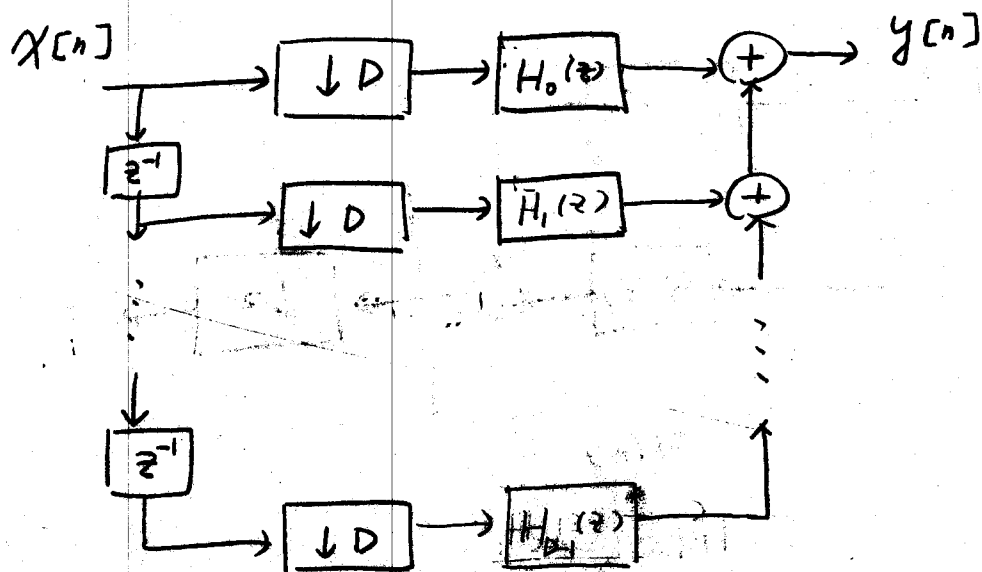 x[n]
↓ D
H₀(z)
+
y[n]
z⁻¹
↓ D
H₁(z)
+
z⁻¹
↓ D
H_{D-1}(z)